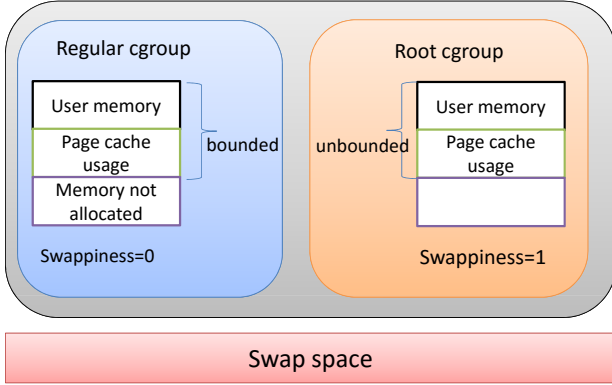 Regular cgroup
User memory
Page cache
usage
Memory not
allocated
bounded
Swappiness=0
Root cgroup
unbounded
User memory
Page cache
usage
Swappiness=1
Swap space